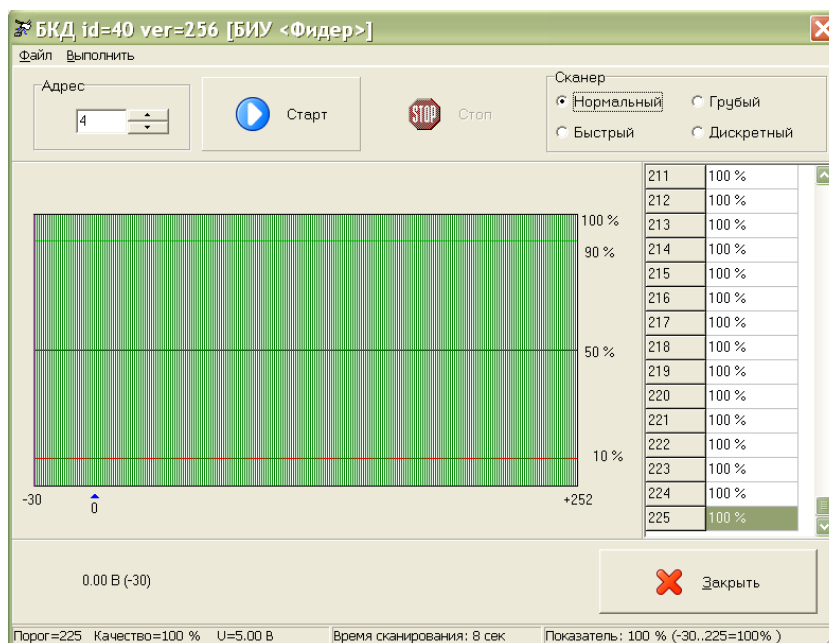 БКД id=40 ver=256 [БИУ <Фидер>]
Файл Выполнить
Адрес
4
Старт
STOP
Стоп
Сканер
Нормальный
Грубый
Быстрый
Дискретный
100 %
90 %
50 %
10 %
-30
0
+252
211 100 %
212 100 %
213 100 %
214 100 %
215 100 %
216 100 %
217 100 %
218 100 %
219 100 %
220 100 %
221 100 %
222 100 %
223 100 %
224 100 %
225 100 %
0.00 В (-30)
Закрыть
Порог=225 Качество=100 % U=5.00 В
Время сканирования: 8 сек
Показатель: 100 % (-30..225=100% )